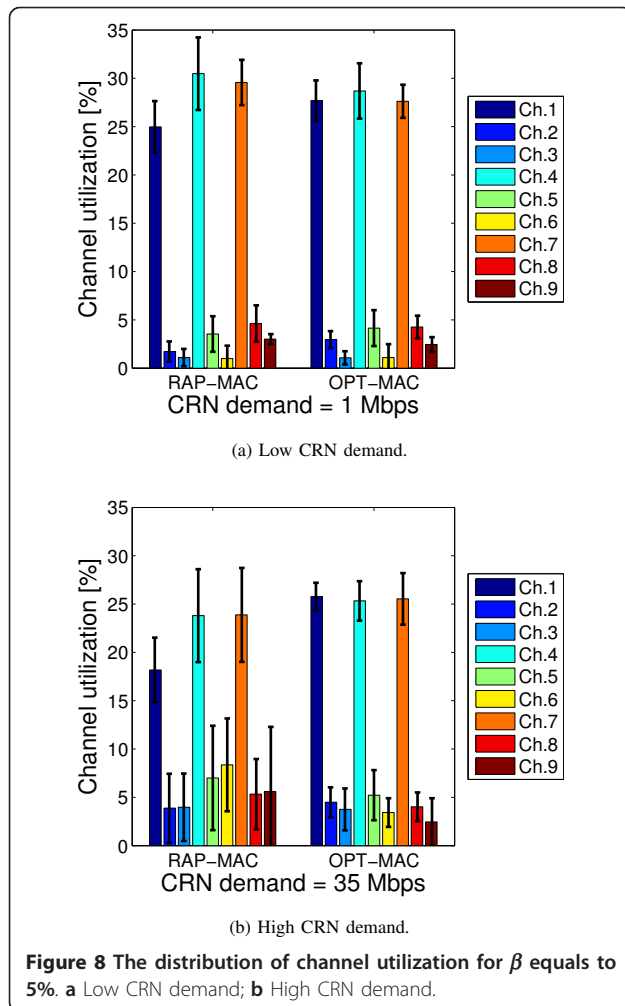 35
30
25
20
15
10
5
0
Channel utilization [%]
RAP-MAC
OPT-MAC
CRN demand = 1 Mbps
Ch.1
Ch.2
Ch.3
Ch.4
Ch.5
Ch.6
Ch.7
Ch.8
Ch.9
(a) Low CRN demand.
35
30
25
20
15
10
5
0
Channel utilization [%]
RAP-MAC
OPT-MAC
CRN demand = 35 Mbps
Ch.1
Ch.2
Ch.3
Ch.4
Ch.5
Ch.6
Ch.7
Ch.8
Ch.9
(b) High CRN demand.
Figure 8 The distribution of channel utilization for β equals to
5%. a Low CRN demand; b High CRN demand.